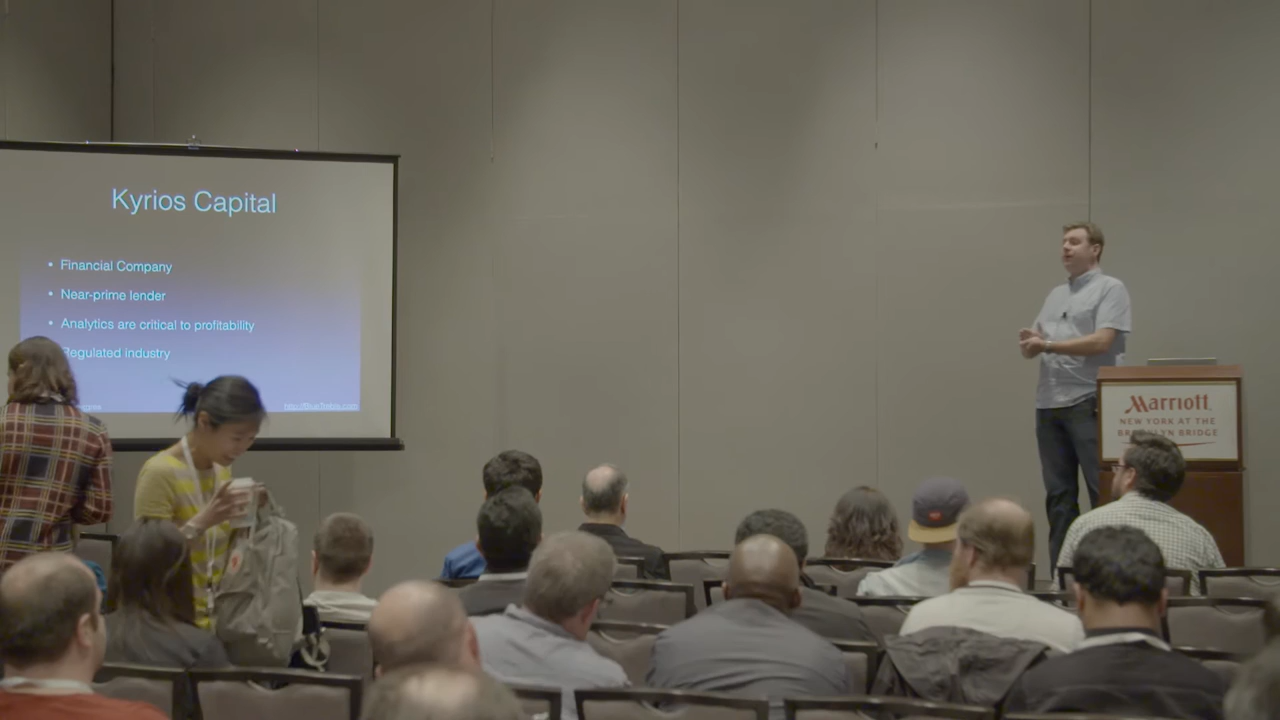 Kyrios Capital
• Financial Company
• Near-prime lender
• Analytics are critical to profitability
Regulated industry
Marriott
NEW YORK AT THE
BROOKLYN BRIDGE